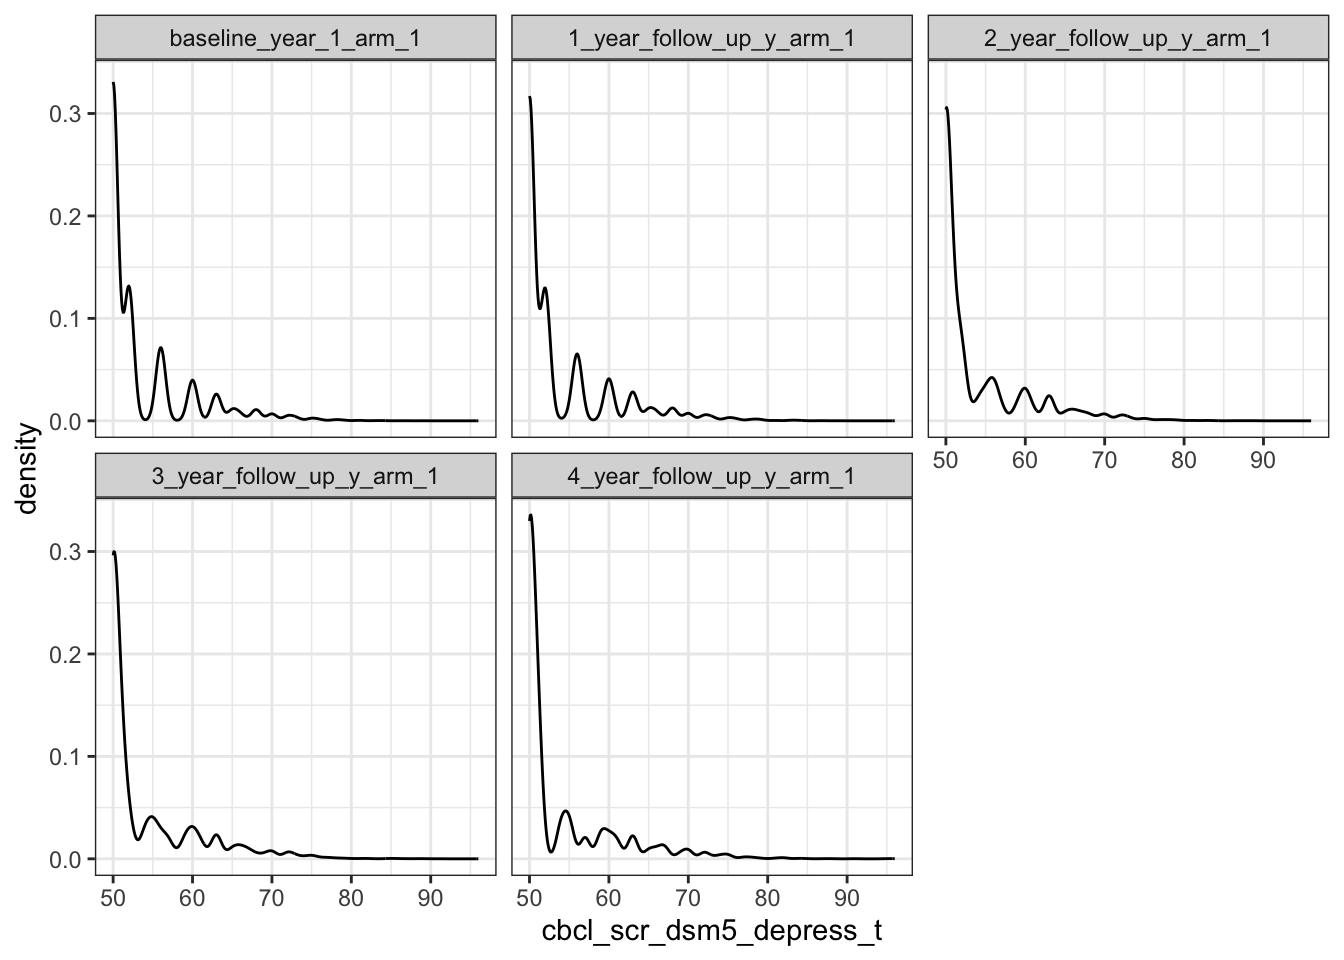 baseline_year_1_arm_1
1_year_follow_up_y_arm_1
2_year_follow_up_y_arm_1
0.3
0.2
0.1
0.0
50 60 70 80 90
density
3_year_follow_up_y_arm_1
4_year_follow_up_y_arm_1
0.3
0.2
0.1
0.0
50 60 70 80 90
50 60 70 80 90
cbcl_scr_dsm5_depress_t